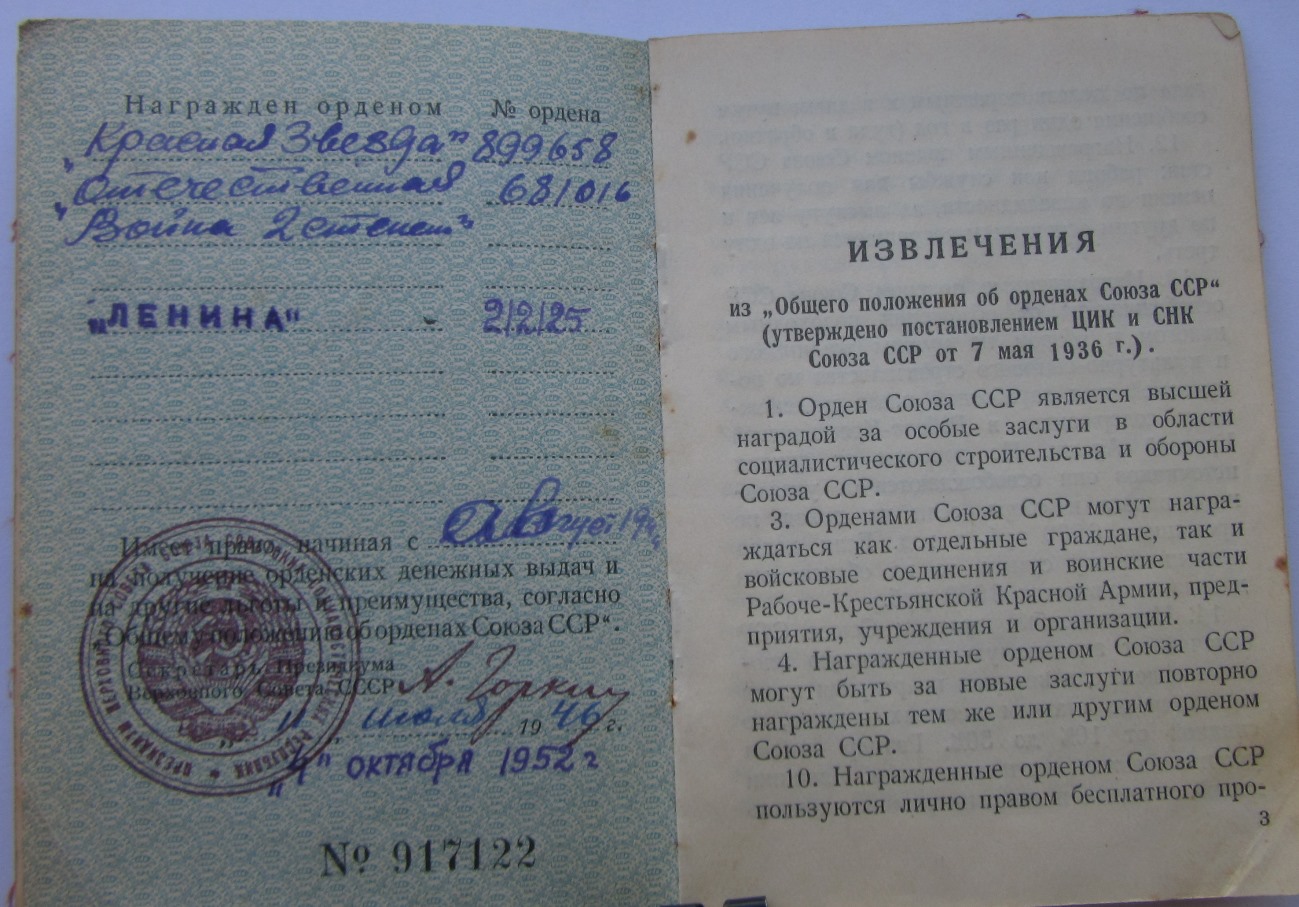 Награжден орденом № ордена
„Красная Звезда" 899658
„Отечественная 681016
Война 2 степени"
„ЛЕНИНА" 212125
Имеет право, начиная с август 194
на получение орденских денежных выдач и
на другие льготы и преимущества, согласно
„Общему положению об орденах Союза ССР“.
Секретарь Президиума
Верховного Совета СССР А. Горкин
1946 г.
„4" ОКТЯБРЯ 1952 г
№ 917122
ИЗВЛЕЧЕНИЯ
из „Общего положения об орденах Союза ССР“
(утверждено постановлением ЦИК и СНК
Союза ССР от 7 мая 1936 г.).
1. Орден Союза ССР является высшей
наградой за особые заслуги в области
социалистического строительства и обороны
Союза ССР.
3. Орденами Союза ССР могут награ-
ждаться как отдельные граждане, так и
войсковые соединения и воинские части
Рабоче-Крестьянской Красной Армии, пред-
приятия, учреждения и организации.
4. Награжденные орденом Союза ССР
могут быть за новые заслуги повторно
награждены тем же или другим орденом
Союза ССР.
10. Награжденные орденом Союза ССР
пользуются лично правом бесплатного про-
3